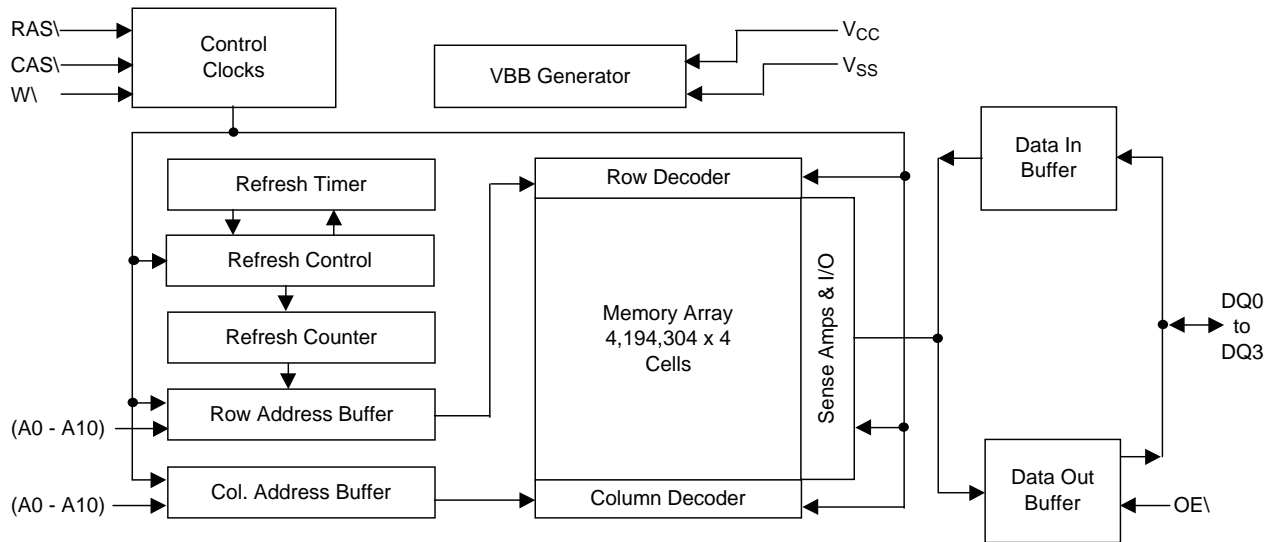 RAS\
CAS\
W\
Control
Clocks
VBB Generator
VCC
VSS
Refresh Timer
Refresh Control
Refresh Counter
Row Address Buffer
(A0 - A10)
Col. Address Buffer
(A0 - A10)
Row Decoder
Memory Array
4,194,304 x 4
Cells
Sense Amps & I/O
Column Decoder
Data In
Buffer
DQ0
to
DQ3
Data Out
Buffer
OE\